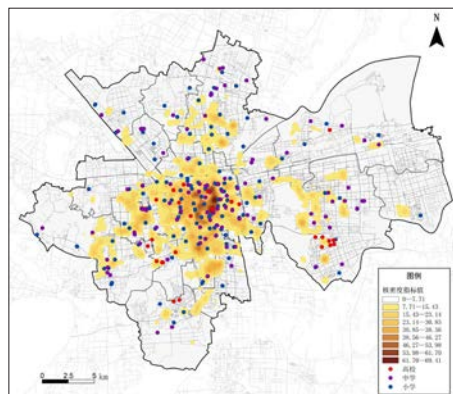 N
图例
核密度指标值
0—7.71
7.71—15.43
15.43—23.14
23.14—30.85
30.85—38.56
38.56—46.27
46.27—53.98
53.98—61.70
61.70—69.41
高校
中学
小学
0 2.5 5
km